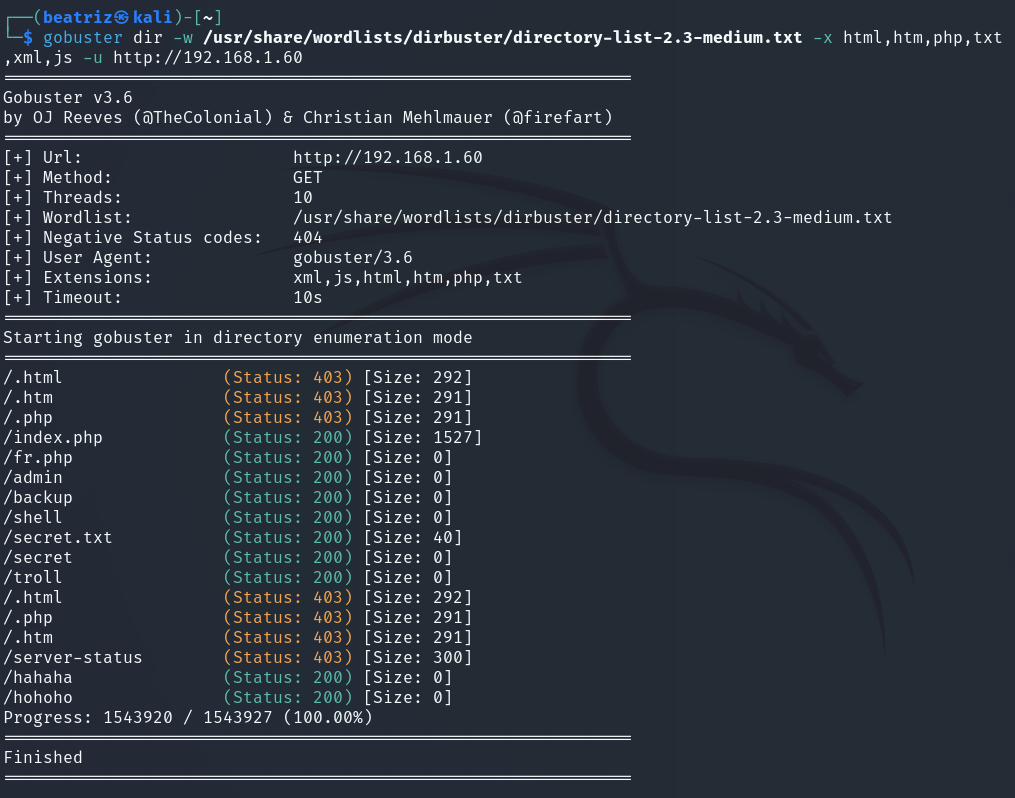 ┌──(beatriz㉿kali)-[~]
└─$ gobuster dir -w /usr/share/wordlists/dirbuster/directory-list-2.3-medium.txt -x html,htm,php,txt
,xml,js -u http://192.168.1.60
===============================================================
Gobuster v3.6
by OJ Reeves (@TheColonial) & Christian Mehlmauer (@firefart)
===============================================================
[+] Url:                     http://192.168.1.60
[+] Method:                  GET
[+] Threads:                 10
[+] Wordlist:                /usr/share/wordlists/dirbuster/directory-list-2.3-medium.txt
[+] Negative Status codes:   404
[+] User Agent:              gobuster/3.6
[+] Extensions:              xml,js,html,htm,php,txt
[+] Timeout:                 10s
===============================================================
Starting gobuster in directory enumeration mode
===============================================================
/.html                (Status: 403) [Size: 292]
/.htm                 (Status: 403) [Size: 291]
/.php                 (Status: 403) [Size: 291]
/index.php            (Status: 200) [Size: 1527]
/fr.php               (Status: 200) [Size: 0]
/admin                (Status: 200) [Size: 0]
/backup               (Status: 200) [Size: 0]
/shell                (Status: 200) [Size: 0]
/secret.txt           (Status: 200) [Size: 40]
/secret               (Status: 200) [Size: 0]
/troll                (Status: 200) [Size: 0]
/.html                (Status: 403) [Size: 292]
/.php                 (Status: 403) [Size: 291]
/.htm                 (Status: 403) [Size: 291]
/server-status        (Status: 403) [Size: 300]
/hahaha               (Status: 200) [Size: 0]
/hohoho               (Status: 200) [Size: 0]
Progress: 1543920 / 1543927 (100.00%)
===============================================================
Finished
===============================================================